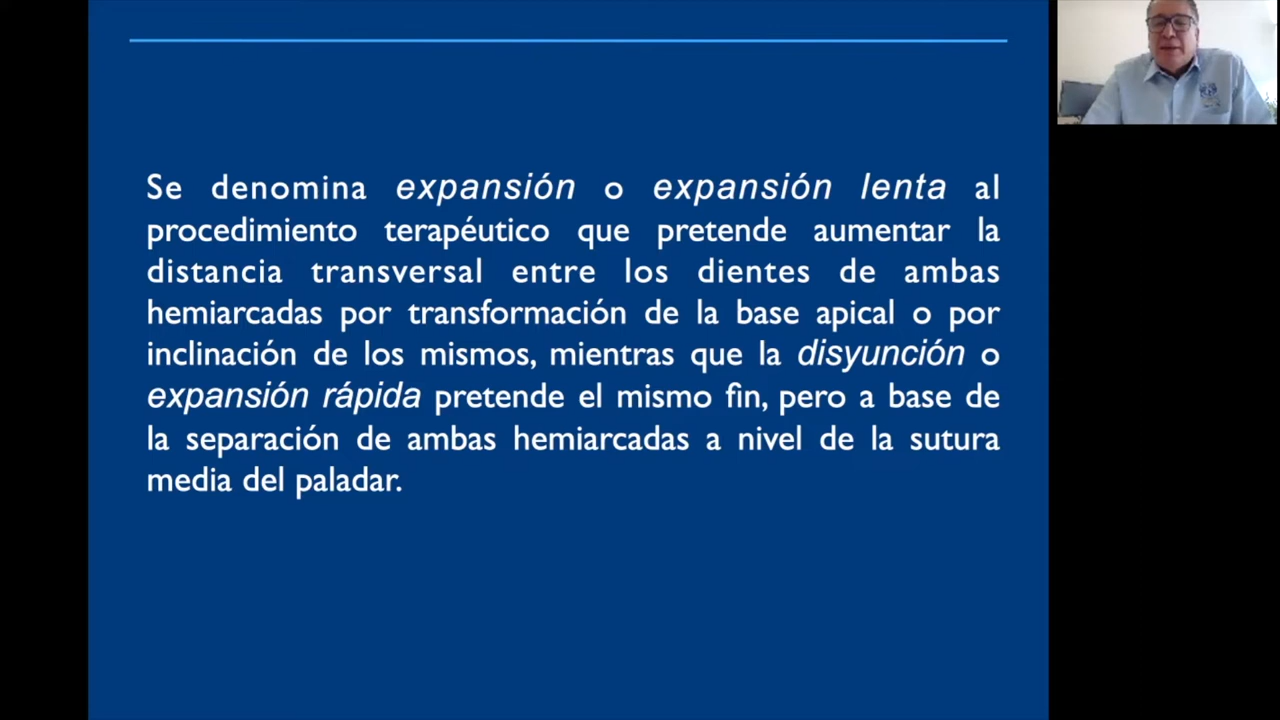 Se denomina expansión o expansión lenta al
procedimiento terapéutico que pretende aumentar la
distancia transversal entre los dientes de ambas
hemiarcadas por transformación de la base apical o por
inclinación de los mismos, mientras que la disyunción o
expansión rápida pretende el mismo fin, pero a base de
la separación de ambas hemiarcadas a nivel de la sutura
media del paladar.